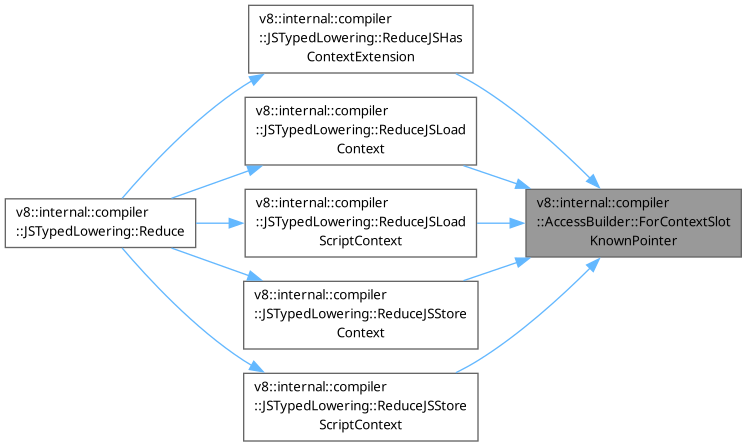 v8::internal::compiler
::JSTypedLowering::ReduceJSHas
ContextExtension
v8::internal::compiler
::JSTypedLowering::ReduceJSLoad
Context
v8::internal::compiler
::JSTypedLowering::Reduce
v8::internal::compiler
::JSTypedLowering::ReduceJSLoad
ScriptContext
v8::internal::compiler
::AccessBuilder::ForContextSlot
KnownPointer
v8::internal::compiler
::JSTypedLowering::ReduceJSStore
Context
v8::internal::compiler
::JSTypedLowering::ReduceJSStore
ScriptContext